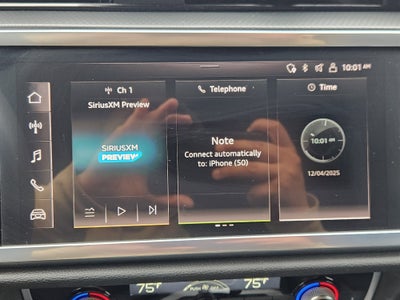 10:01 AM
Ch 1
SiriusXM Preview
SIRIUSXM
PREVIEW
Telephone
Note
Connect automatically
to: iPhone (50)
Time
10:01 AM
12/04/2025
75°F
75°F